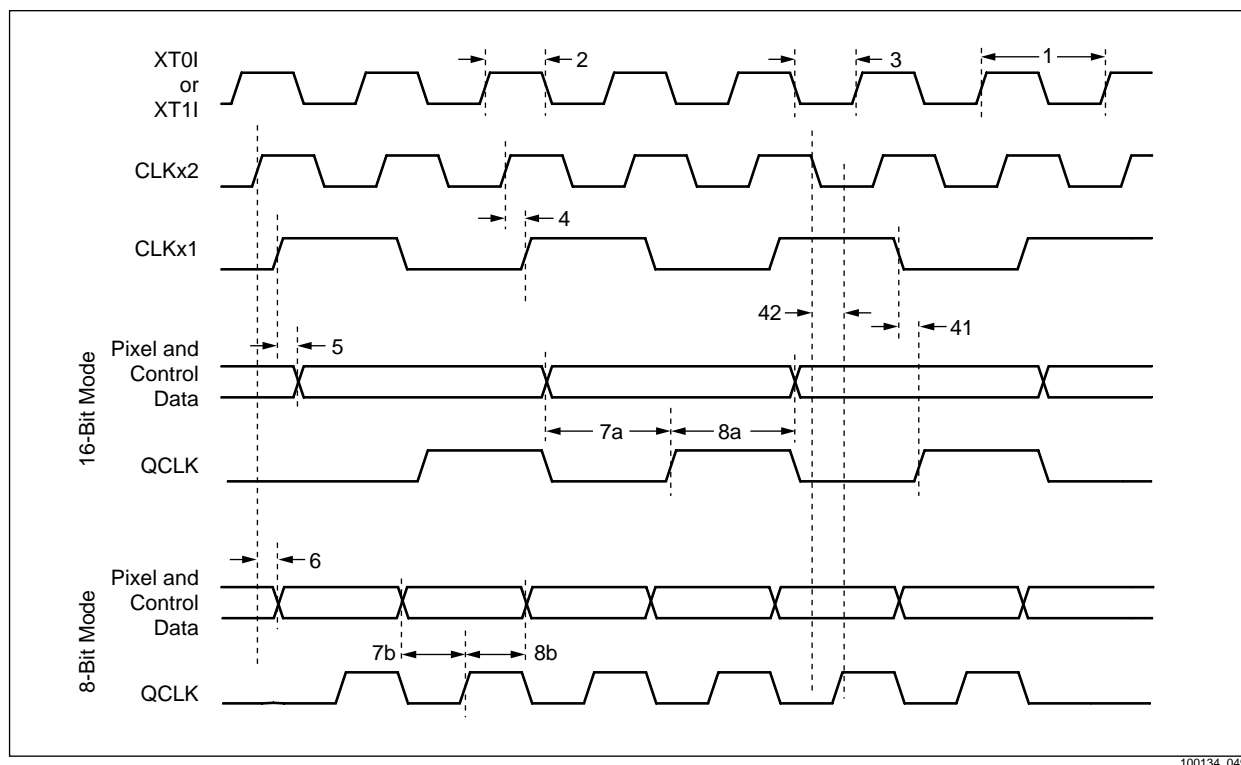 XT0I
or
XT1I
2
3
1
CLKx2
4
CLKx1
42
41
16-Bit Mode
Pixel and
Control
Data
5
7a
8a
QCLK
8-Bit Mode
6
Pixel and
Control
Data
7b
8b
QCLK